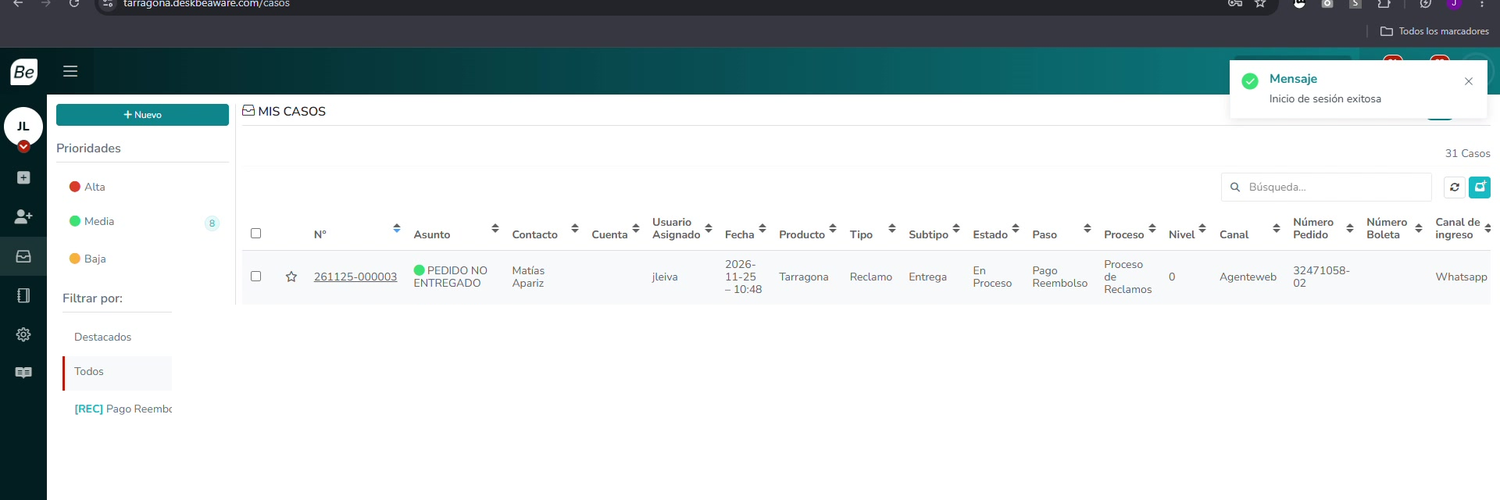 tarragona.deskbeaware.com/casos
S
J
Todos los marcadores
Be
Mensaje
Inicio de sesión exitosa
JL
+ Nuevo
MIS CASOS
Prioridades
31 Casos
Alta
Búsqueda...
Media
8
Nº
Asunto
Contacto
Cuenta
Usuario Asignado
Fecha
Producto
Tipo
Subtipo
Estado
Paso
Proceso
Nivel
Canal
Número Pedido
Número Boleta
Canal de ingreso
Baja
261125-000003
PEDIDO NO ENTREGADO
Matías Apariz
jleiva
2026-11-25 – 10:48
Tarragona
Reclamo
Entrega
En Proceso
Pago Reembolso
Proceso de Reclamos
0
Agenteweb
32471058-02
Whatsapp
Filtrar por:
Destacados
Todos
[REC] Pago Reembo